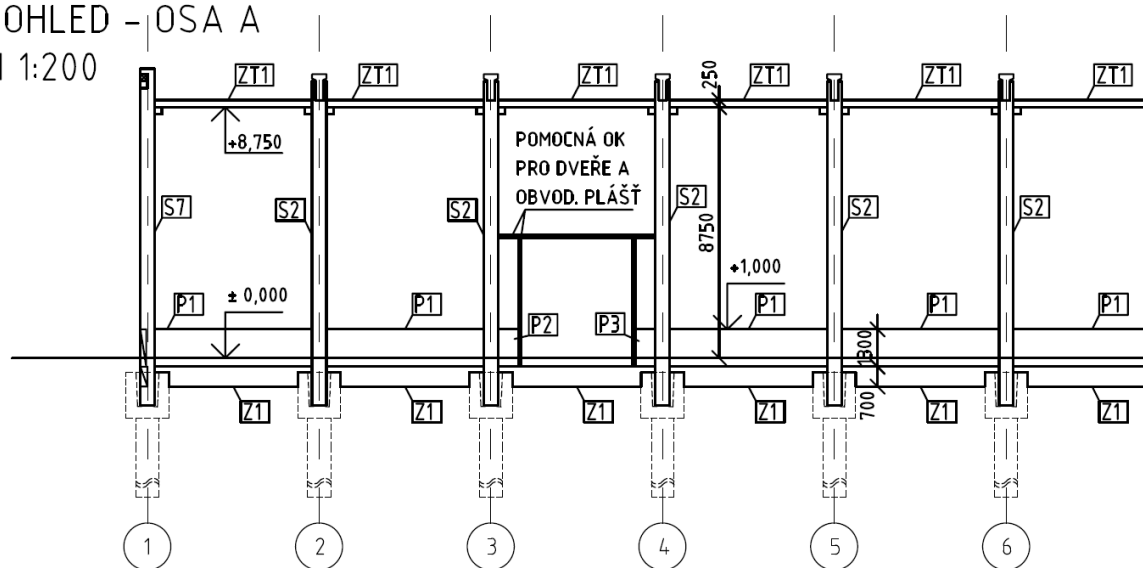 OHLED - OSA A
1:200
ZT1 ZT1 ZT1 ZT1 ZT1 ZT1
250
+8,750
POMOCNÁ OK
PRO DVEŘE A
OBVOD. PLÁŠŤ
S7 S2 S2 S2 S2 S2
8750
+1,000
± 0,000
P1 P1 P2 P3 P1 P1 P1
1300
700
Z1 Z1 Z1 Z1 Z1 Z1
1 2 3 4 5 6